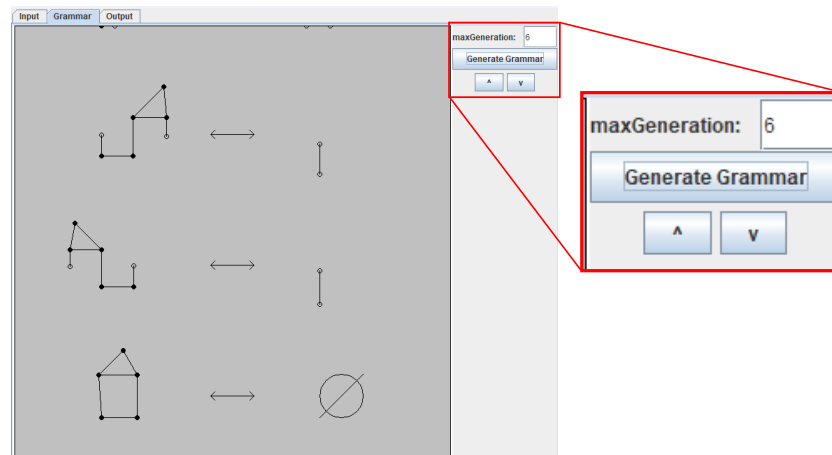 Input Grammar Output
maxGeneration: 6
Generate Grammar
^ v
maxGeneration: 6
Generate Grammar
^ v